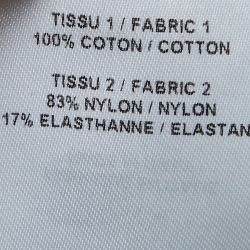 TISSU 1 / FABRIC 1
100% COTON / COTTON
TISSU 2 / FABRIC 2
83% NYLON / NYLON
17% ELASTHANNE / ELASTAN